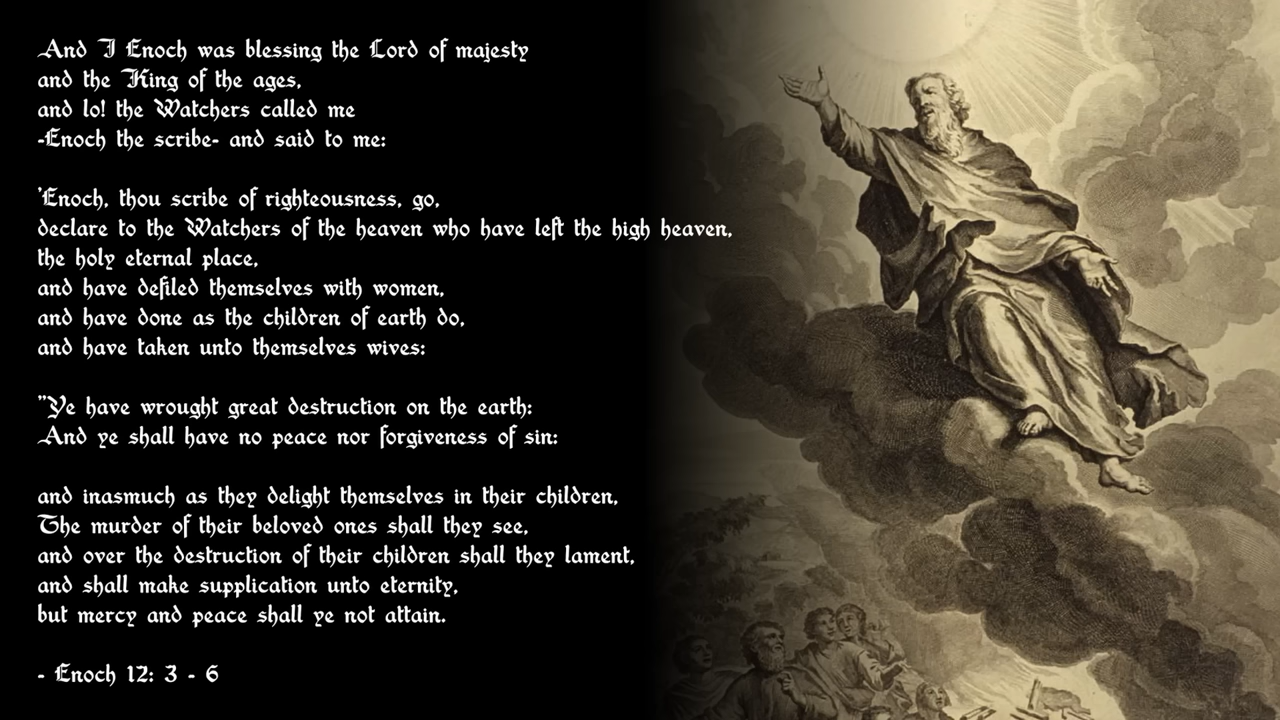 And I Enoch was blessing the Lord of majesty
and the King of the ages,
and lo! the Watchers called me
-Enoch the scribe- and said to me:
'Enoch, thou scribe of righteousness, go,
declare to the Watchers of the heaven who have left the high heaven,
the holy eternal place,
and have defiled themselves with women,
and have done as the children of earth do,
and have taken unto themselves wives:
"Ye have wrought great destruction on the earth:
And ye shall have no peace nor forgiveness of sin:
and inasmuch as they delight themselves in their children,
The murder of their beloved ones shall they see,
and over the destruction of their children shall they lament,
and shall make supplication unto eternity,
but mercy and peace shall ye not attain.
- Enoch 12: 3 - 6